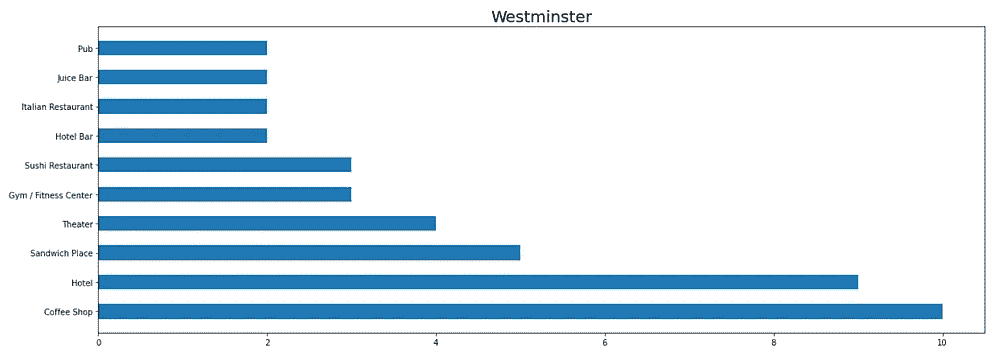 Westminster
Pub
Juice Bar
Italian Restaurant
Hotel Bar
Sushi Restaurant
Gym / Fitness Center
Theater
Sandwich Place
Hotel
Coffee Shop
0 2 4 6 8 10